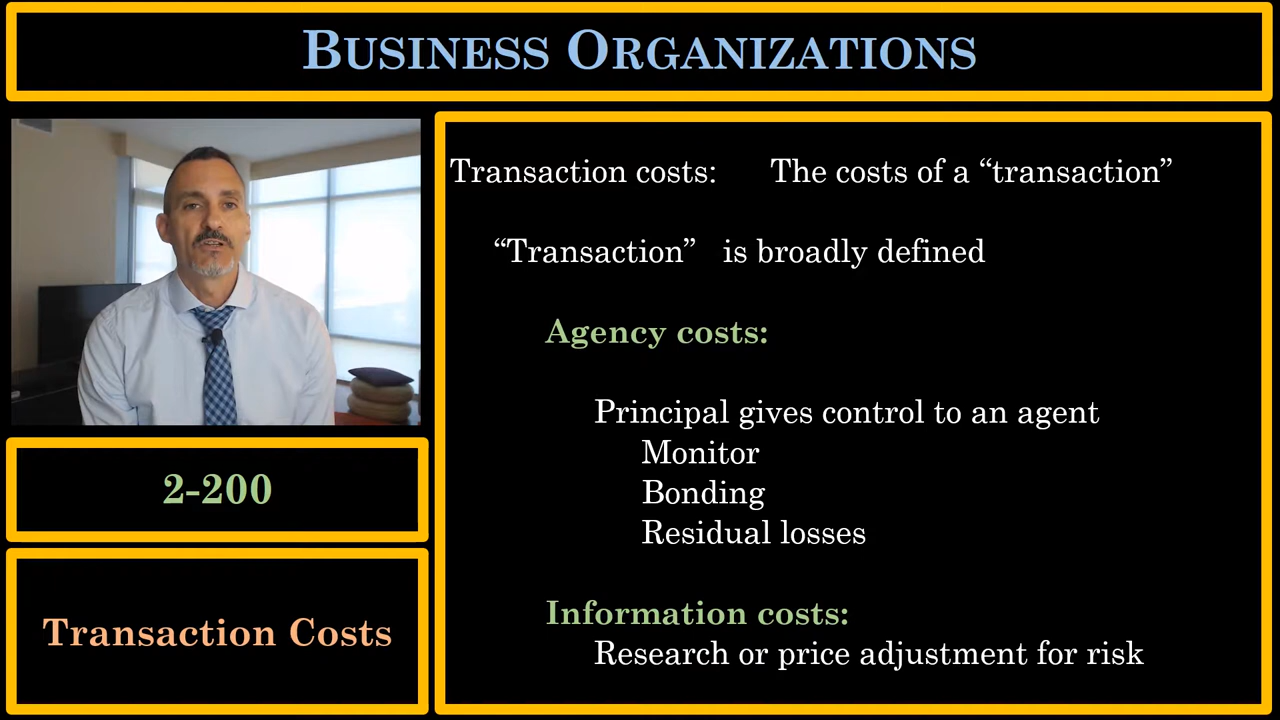 BUSINESS ORGANIZATIONS
2-200
Transaction Costs
Transaction costs: The costs of a “transaction”
“Transaction” is broadly defined
Agency costs:
Principal gives control to an agent
Monitor
Bonding
Residual losses
Information costs:
Research or price adjustment for risk